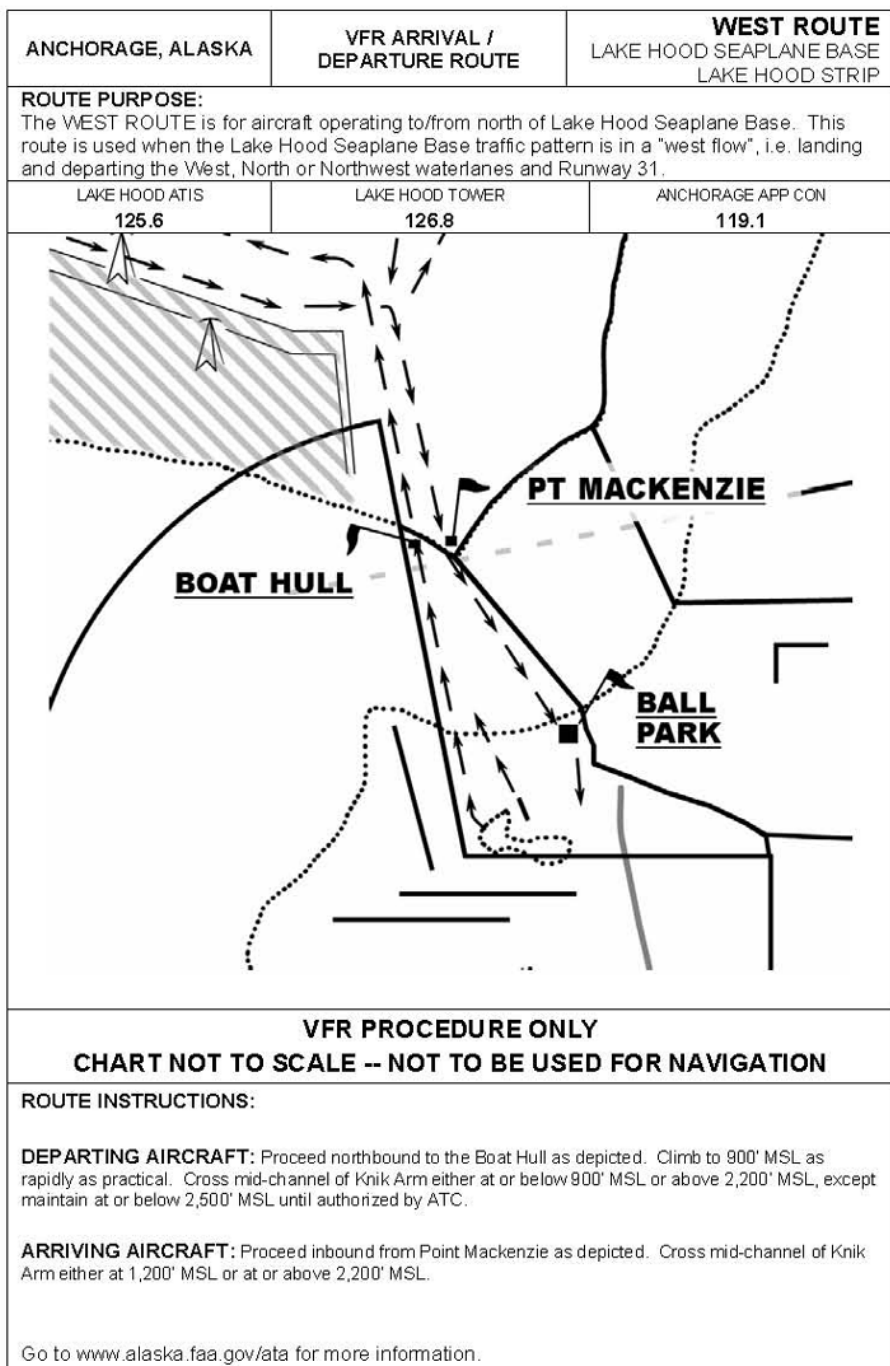 ANCHORAGE, ALASKA
VFR ARRIVAL /
DEPARTURE ROUTE
WEST ROUTE
LAKE HOOD SEAPLANE BASE
LAKE HOOD STRIP
ROUTE PURPOSE:
The WEST ROUTE is for aircraft operating to/from north of Lake Hood Seaplane Base. This
route is used when the Lake Hood Seaplane Base traffic pattern is in a "west flow", i.e. landing
and departing the West, North or Northwest waterlanes and Runway 31.
LAKE HOOD ATIS
125.6
LAKE HOOD TOWER
126.8
ANCHORAGE APP CON
119.1
PT MACKENZIE
BOAT HULL
BALL
PARK
VFR PROCEDURE ONLY
CHART NOT TO SCALE -- NOT TO BE USED FOR NAVIGATION
ROUTE INSTRUCTIONS:
DEPARTING AIRCRAFT: Proceed northbound to the Boat Hull as depicted. Climb to 900' MSL as
rapidly as practical. Cross mid-channel of Knik Arm either at or below 900' MSL or above 2,200' MSL, except
maintain at or below 2,500' MSL until authorized by ATC.
ARRIVING AIRCRAFT: Proceed inbound from Point Mackenzie as depicted. Cross mid-channel of Knik
Arm either at 1,200' MSL or at or above 2,200' MSL.
Go to www.alaska.faa.gov/ata for more information.